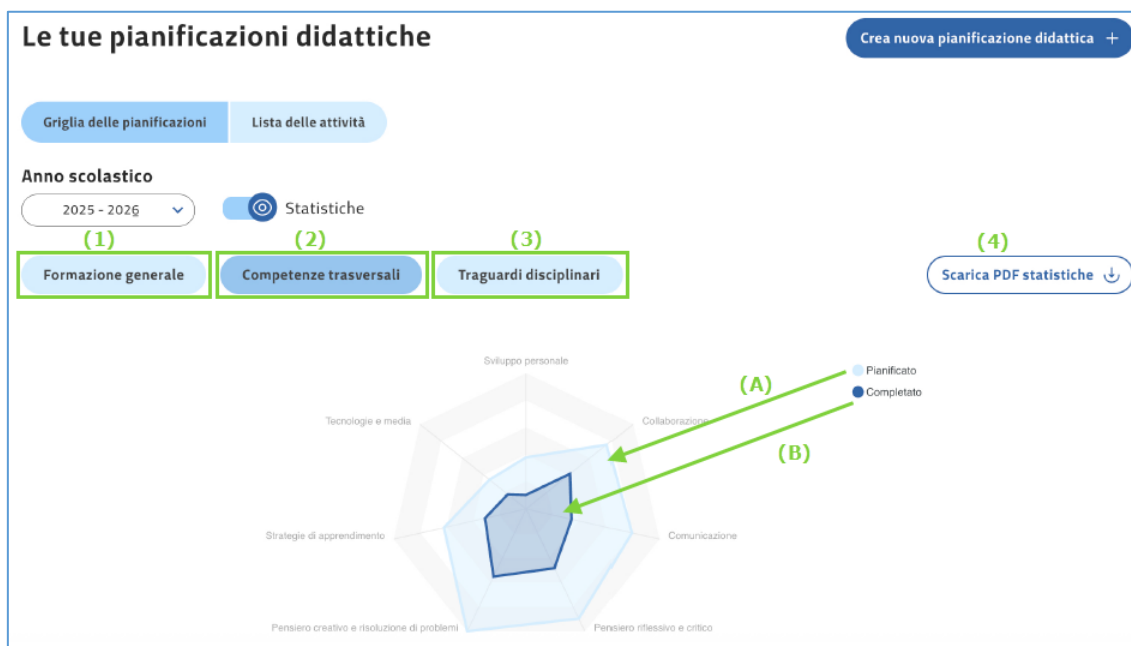 Le tue pianificazioni didattiche
Crea nuova pianificazione didattica +
Griglia delle pianificazioni
Lista delle attività
Anno scolastico
2025 - 2026
Statistiche
(1)
(2)
(3)
(4)
Formazione generale
Competenze trasversali
Traguardi disciplinari
Scarica PDF statistiche
Sviluppo personale
Pianificato
(A)
Completato
Tecnologie e media
Collaborazione
(B)
Strategie di apprendimento
Comunicazione
Pensiero creativo e risoluzione di problemi
Pensiero riflessivo e critico